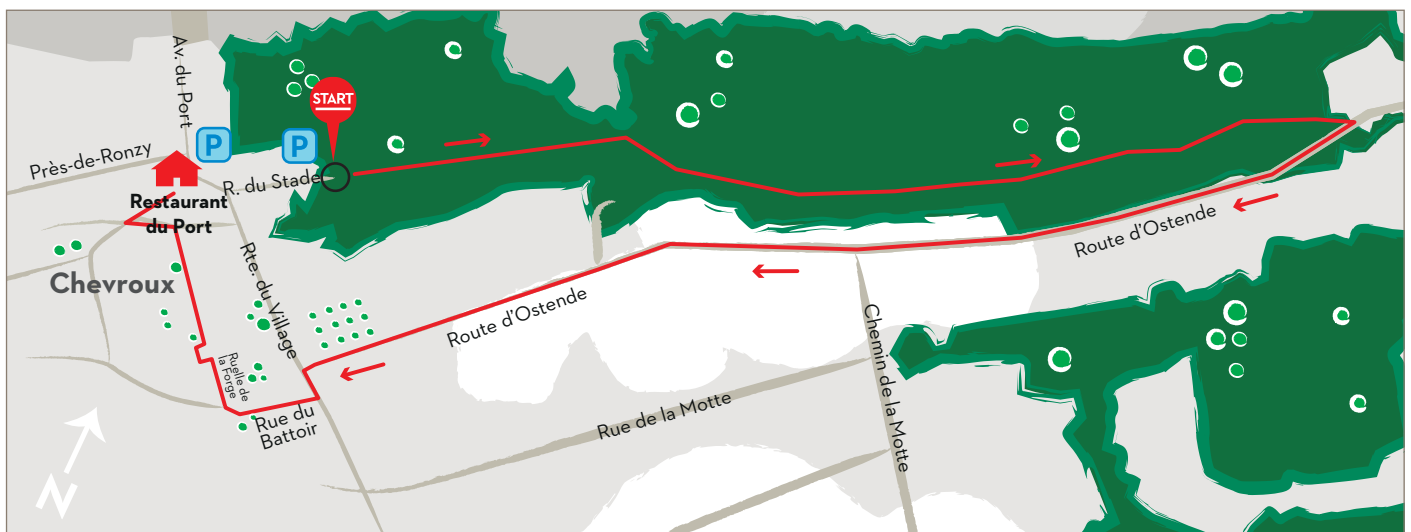 Av. du Port
START
P
P
Près-de-Ronzy
R. du Stade
Restaurant
du Port
Route d'Ostende
Rte. du Village
Chevroux
Route d'Ostende
Chemin de la Motte
Ruelle de
la Forge
Rue du
Battoir
Rue de la Motte
N